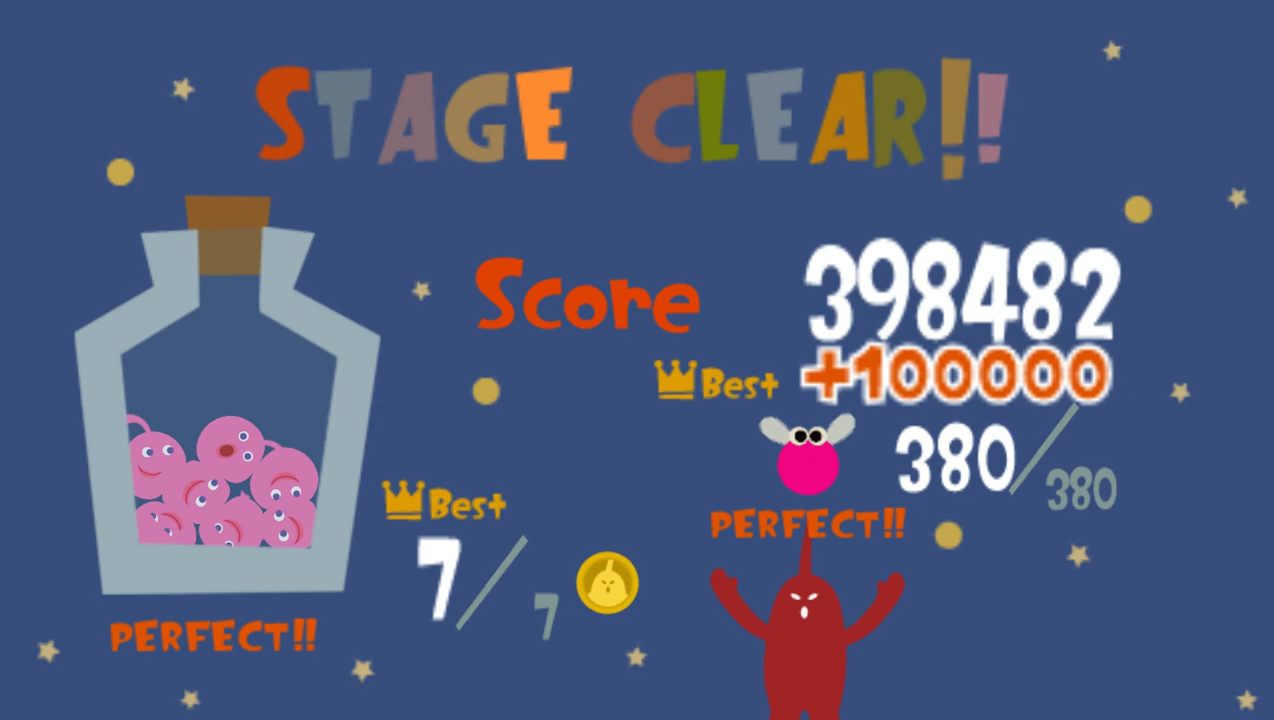 STAGE CLEAR!!
Score 398482
Best +100000
380/380
Best
PERFECT!!
7/7
PERFECT!!